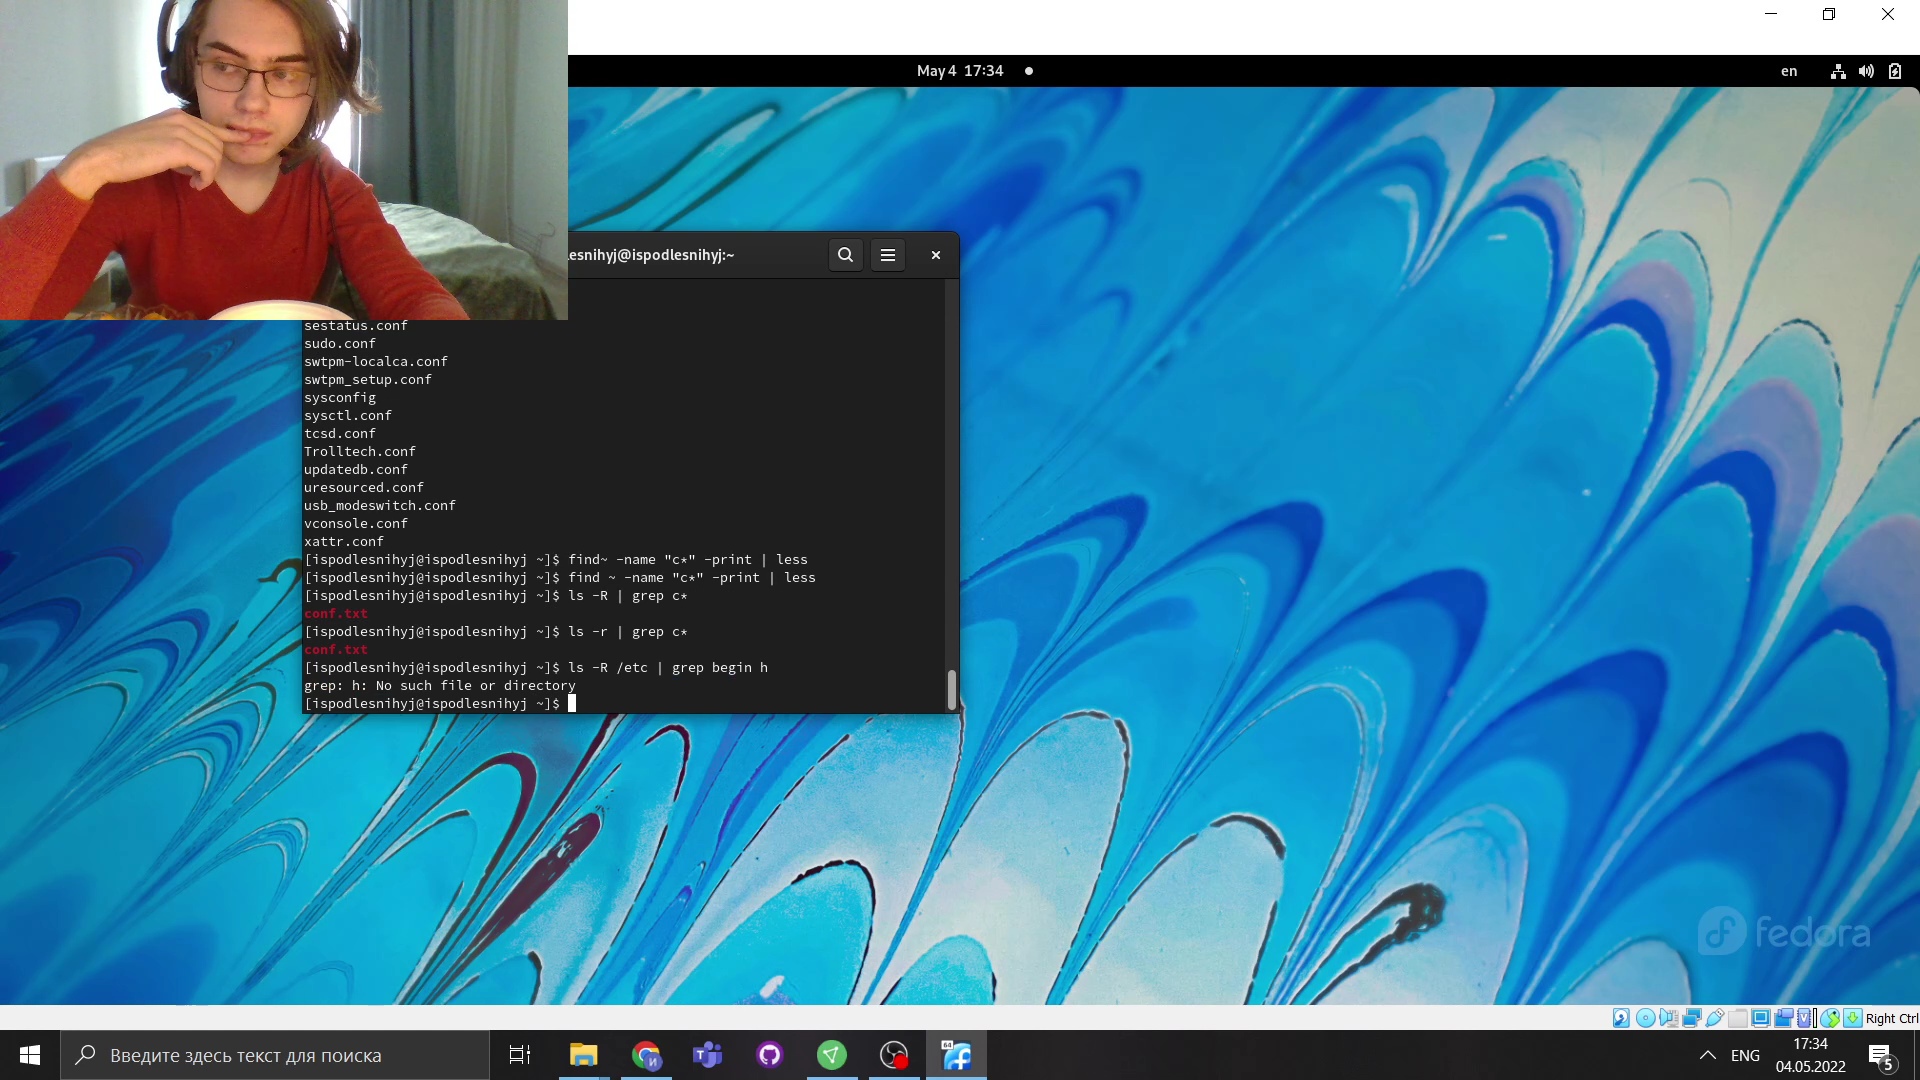 May 4 17:34
en
esnihyj@ispodlesnihyj:~
sestatus.conf
sudo.conf
swtpm-localca.conf
swtpm_setup.conf
sysconfig
sysctl.conf
tcsd.conf
Trolltech.conf
updatedb.conf
uresourced.conf
usb_modeswitch.conf
vconsole.conf
xattr.conf
[ispodlesnihyj@ispodlesnihyj ~]$ find~ -name "c*" -print | less
[ispodlesnihyj@ispodlesnihyj ~]$ find ~ -name "c*" -print | less
[ispodlesnihyj@ispodlesnihyj ~]$ ls -R | grep c*
conf.txt
[ispodlesnihyj@ispodlesnihyj ~]$ ls -r | grep c*
conf.txt
[ispodlesnihyj@ispodlesnihyj ~]$ ls -R /etc | grep begin h
grep: h: No such file or directory
[ispodlesnihyj@ispodlesnihyj ~]$
fedora
Right Ctrl
Введите здесь текст для поиска
64
ENG
17:34
04.05.2022
5